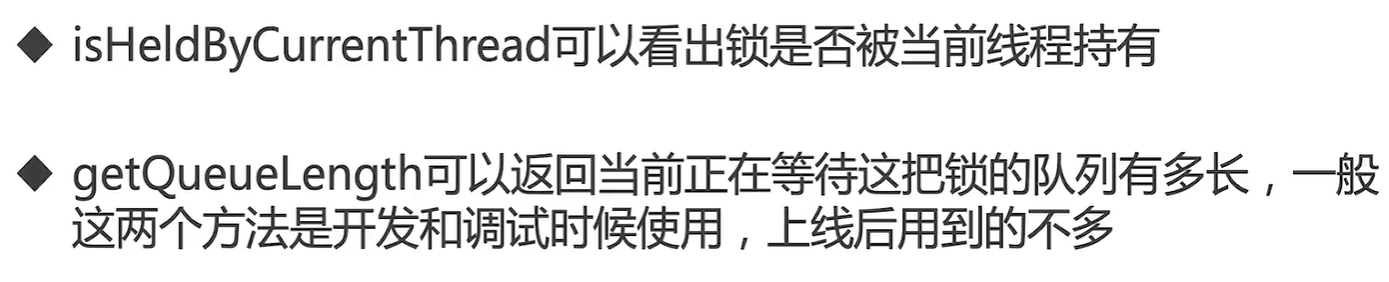 ◆ isHeldByCurrentThread可以看出锁是否被当前线程持有
◆ getQueueLength可以返回当前正在等待这把锁的队列有多长，一般
这两个方法是开发和调试时候使用，上线后用到的不多